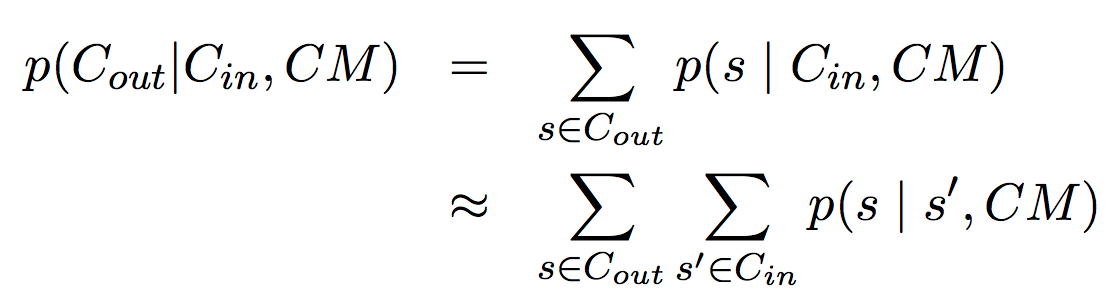 p(C_{out}|C_{in}, CM) = \sum_{s \in C_{out}} p(s | C_{in}, CM)
≈ \sum_{s \in C_{out}} \sum_{s' \in C_{in}} p(s | s', CM)